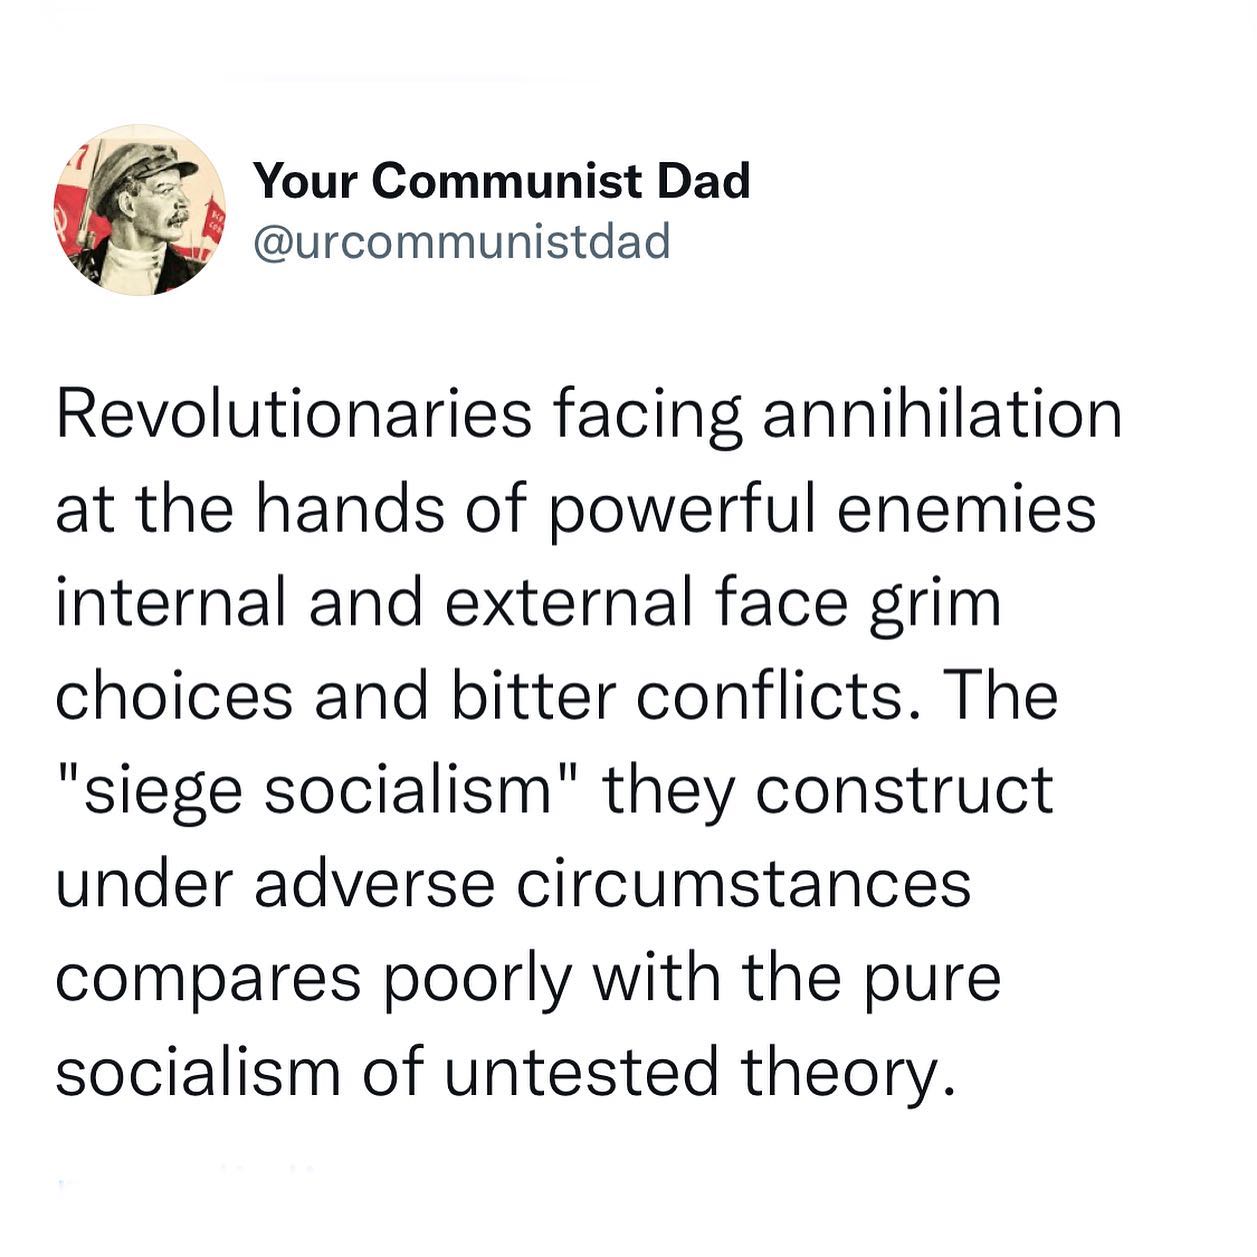 Your Communist Dad
@urcommunistdad
Revolutionaries facing annihilation
at the hands of powerful enemies
internal and external face grim
choices and bitter conflicts. The
"siege socialism" they construct
under adverse circumstances
compares poorly with the pure
socialism of untested theory.